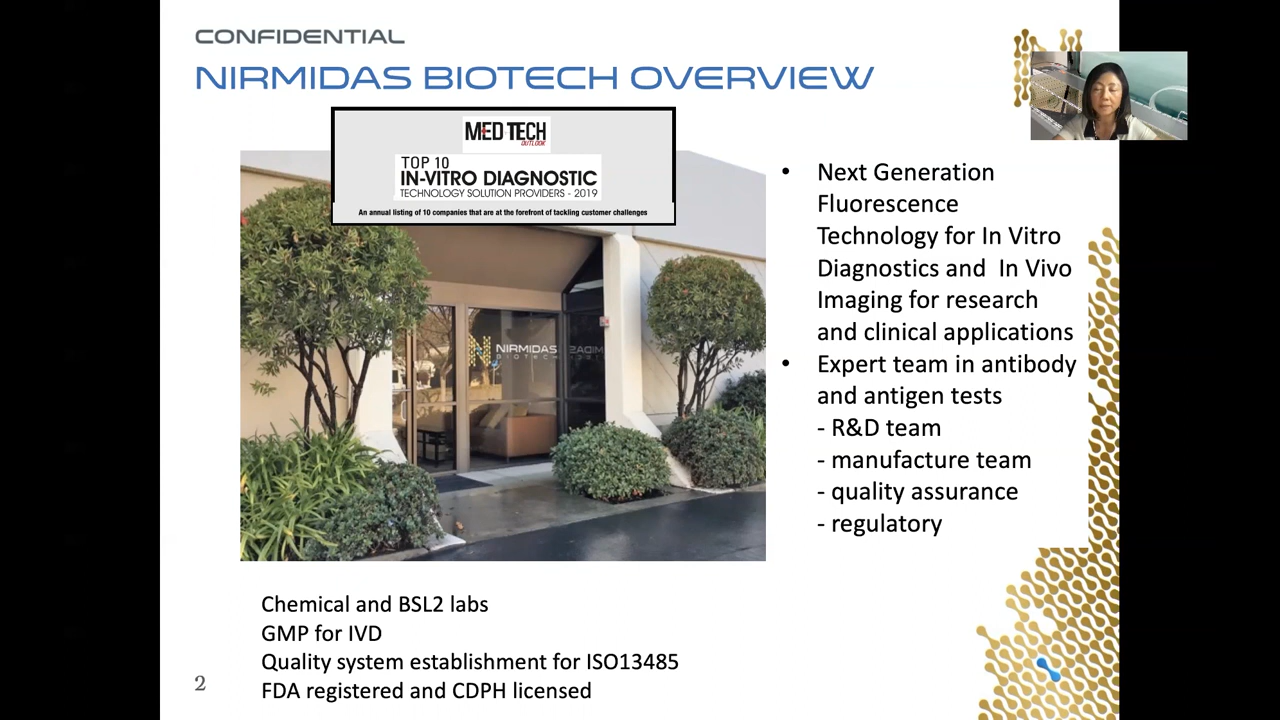 CONFIDENTIAL
NIRMIDAS BIOTECH OVERVIEW
MED TECH
OUTLOOK
TOP 10
IN-VITRO DIAGNOSTIC
TECHNOLOGY SOLUTION PROVIDERS - 2019
An annual listing of 10 companies that are at the forefront of tackling customer challenges
NIRMIDAS
BIOTECH
• Next Generation
Fluorescence
Technology for In Vitro
Diagnostics and In Vivo
Imaging for research
and clinical applications
• Expert team in antibody
and antigen tests
- R&D team
- manufacture team
- quality assurance
- regulatory
Chemical and BSL2 labs
GMP for IVD
Quality system establishment for ISO13485
FDA registered and CDPH licensed
2